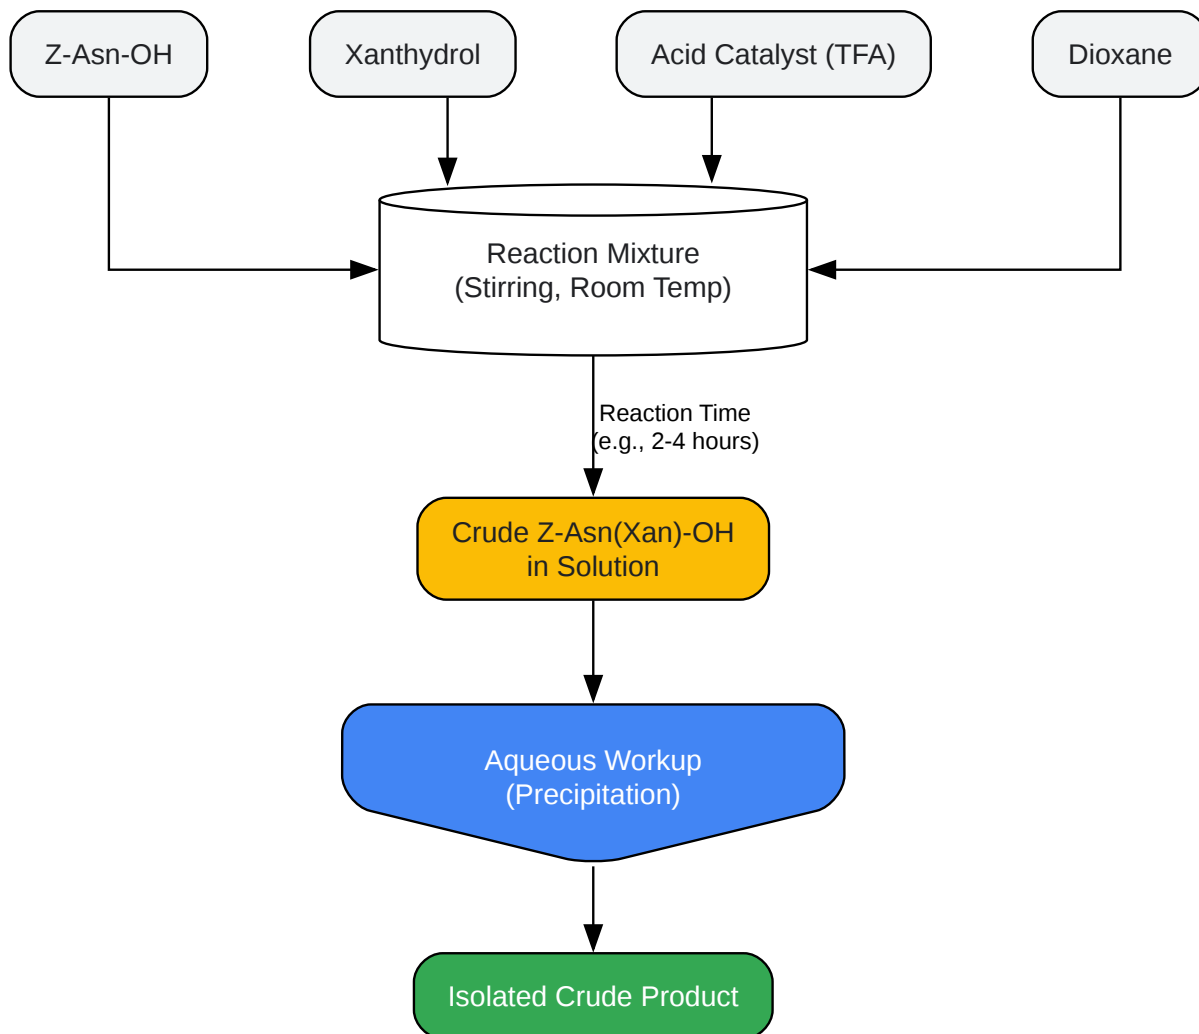 Z-Asn-OH
Xanthydrol
Acid Catalyst (TFA)
Dioxane
Reaction Mixture
(Stirring, Room Temp)
Reaction Time
(e.g., 2-4 hours)
Crude Z-Asn(Xan)-OH
in Solution
Aqueous Workup
(Precipitation)
Isolated Crude Product